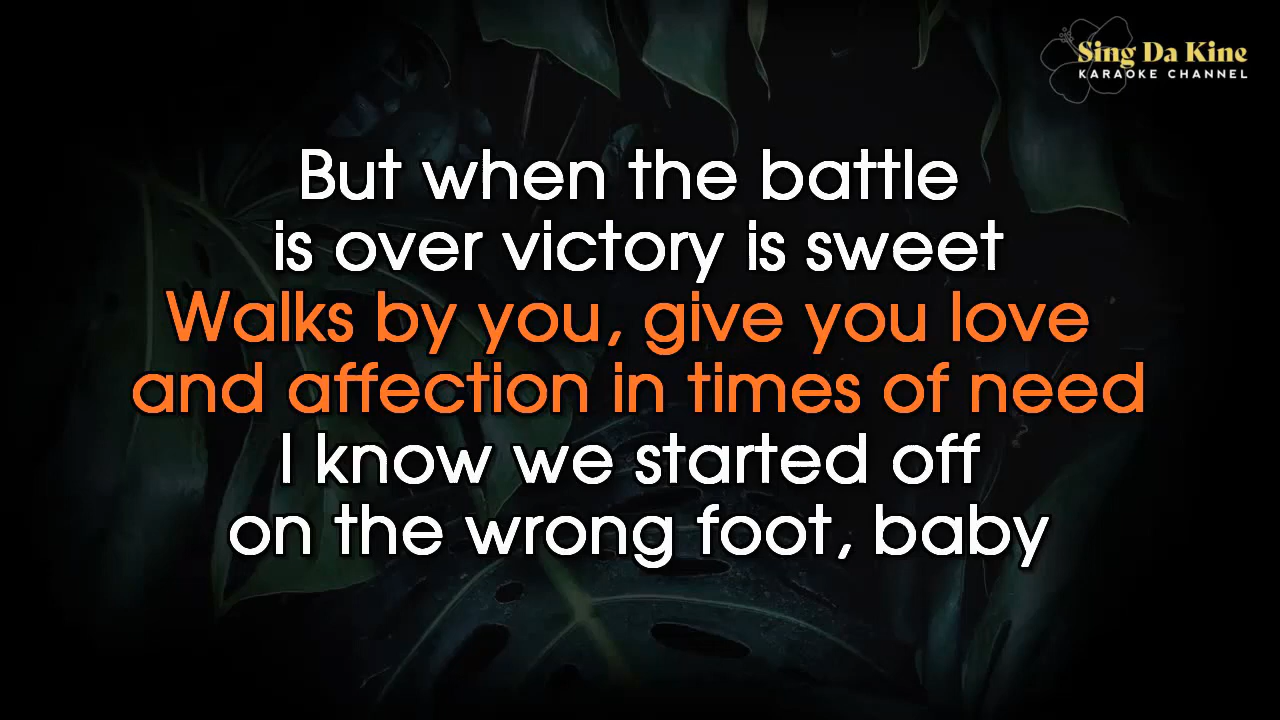 Sing Da Kine
KARAOKE CHANNEL
But when the battle
is over victory is sweet
Walks by you, give you love
and affection in times of need
I know we started off
on the wrong foot, baby